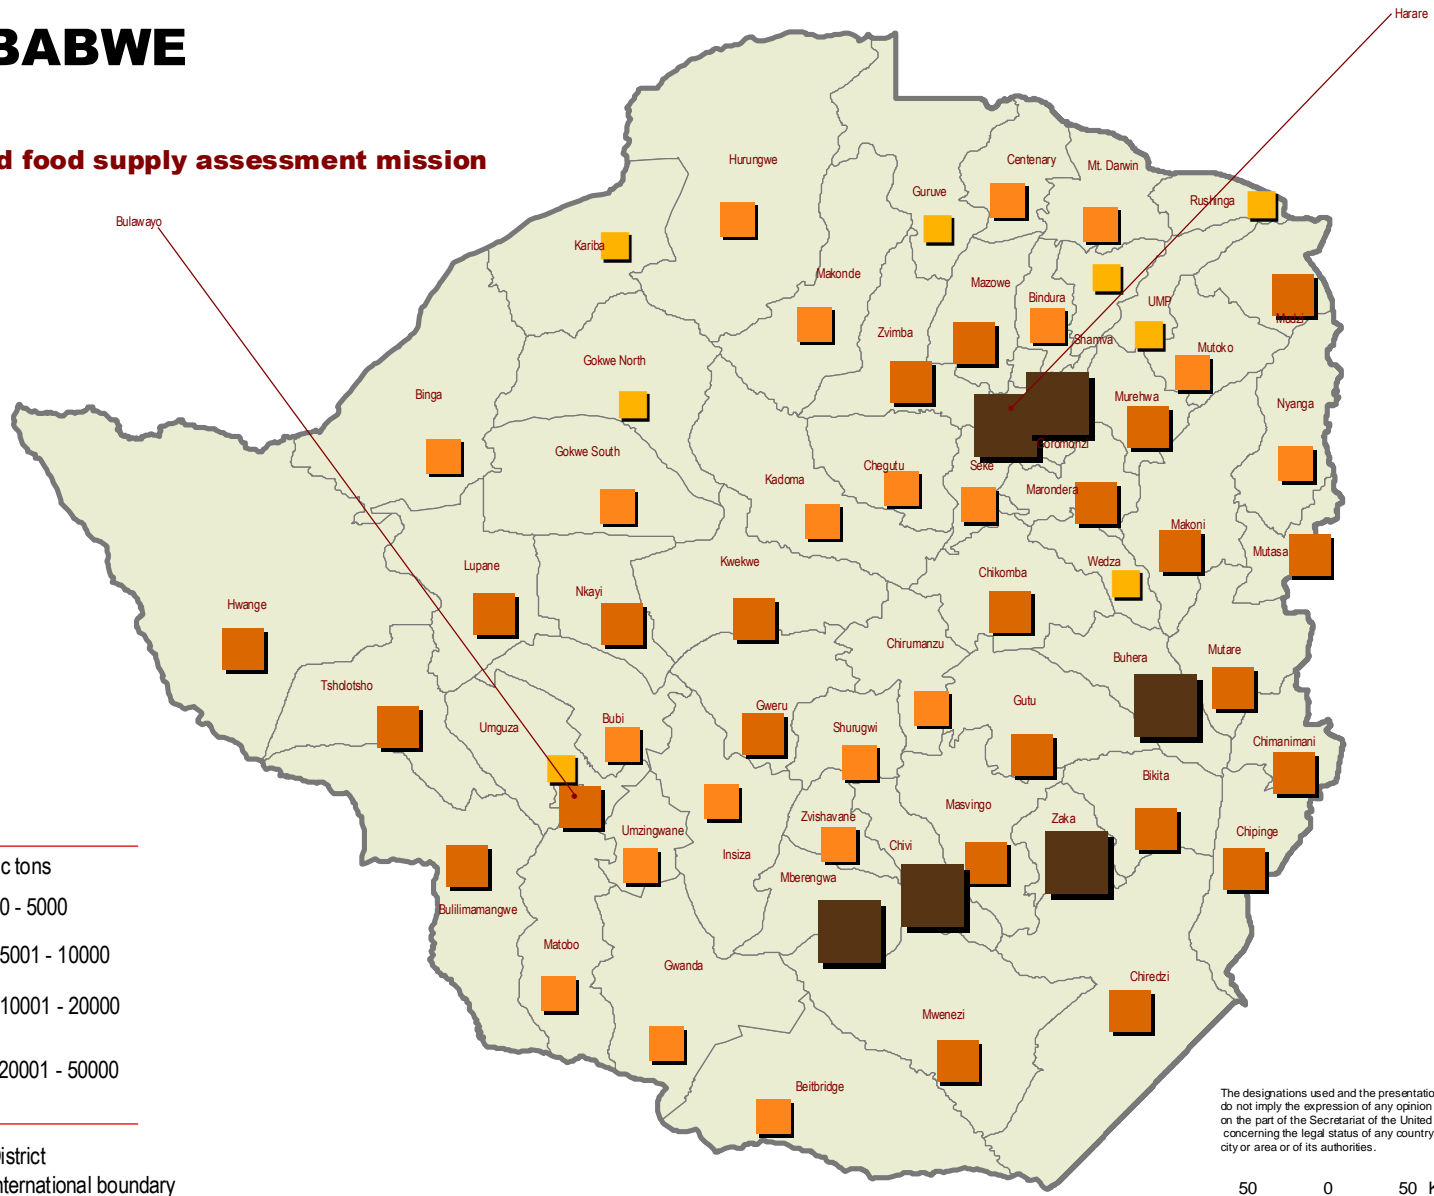 BABWE
Harare
d food supply assessment mission
Hurungwe
Centenary
Mt. Darwin
Guruve
Rushinga
Bulawayo
Kariba
Makonde
Mazowe
Bindura
UMP
Mudzi
Zvimba
Shamva
Mutoko
Gokwe North
Binga
Murehwa
Nyanga
Goromonzi
Gokwe South
Chegutu
Seke
Kadoma
Marondera
Makoni
Mutasa
Lupane
Kwekwe
Wedza
Chikomba
Nkayi
Hwange
Chirumanzu
Mutare
Buhera
Tsholotsho
Gutu
Gweru
Bubi
Umguza
Shurugwi
Chimanimani
Bikita
Masvingo
Zvishavane
Zaka
Umzingwane
Chipinge
Chivi
Insiza
Mberengwa
c tons
0 - 5000
Bulilimamangwe
Matobo
5001 - 10000
Gwanda
Chiredzi
10001 - 20000
Mwenezi
20001 - 50000
Beitbridge
The designations used and the presentatio
do not imply the expression of any opinion
on the part of the Secretariat of the United
concerning the legal status of any country
city or area or of its authorities.
istrict
nternational boundary
50 0 50 K